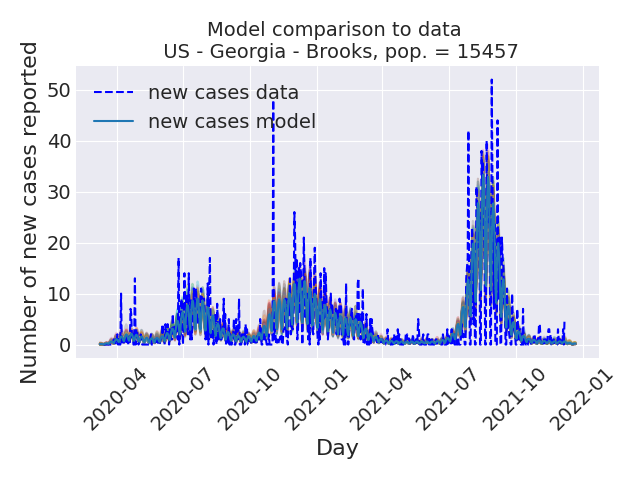 Model comparison to data
US - Georgia - Brooks, pop. = 15457
Number of new cases reported
50
40
30
20
10
0
new cases data
new cases model
2020-04
2020-07
2020-10
2021-01
2021-04
2021-07
2021-10
2022-01
Day